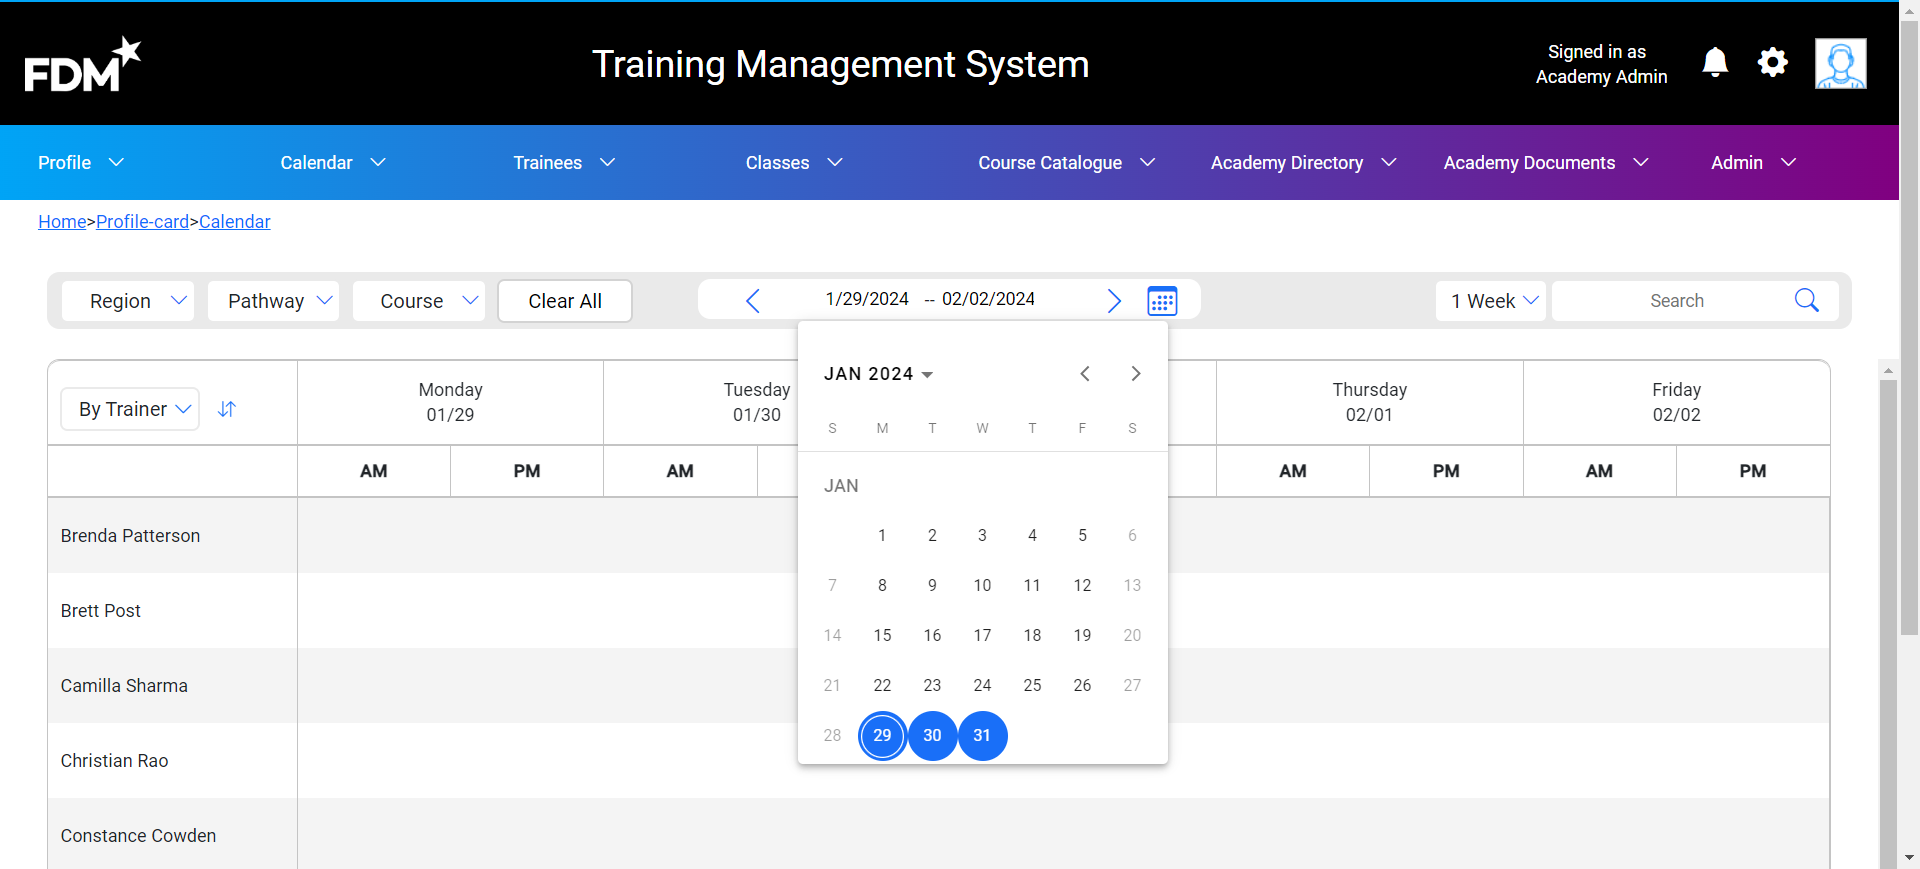 FDM
Training Management System
Signed in as
Academy Admin
Profile Calendar Trainees Classes Course Catalogue Academy Directory Academy Documents Admin
Home>Profile-card>Calendar
Region Pathway Course Clear All 1/29/2024 -- 02/02/2024 1 Week Search
JAN 2024
S M T W T F S
JAN
1 2 3 4 5 6
7 8 9 10 11 12 13
14 15 16 17 18 19 20
21 22 23 24 25 26 27
28 29 30 31
By Trainer
Monday Tuesday Thursday Friday
01/29 01/30 02/01 02/02
AM PM AM AM PM AM PM
Brenda Patterson
Brett Post
Camilla Sharma
Christian Rao
Constance Cowden